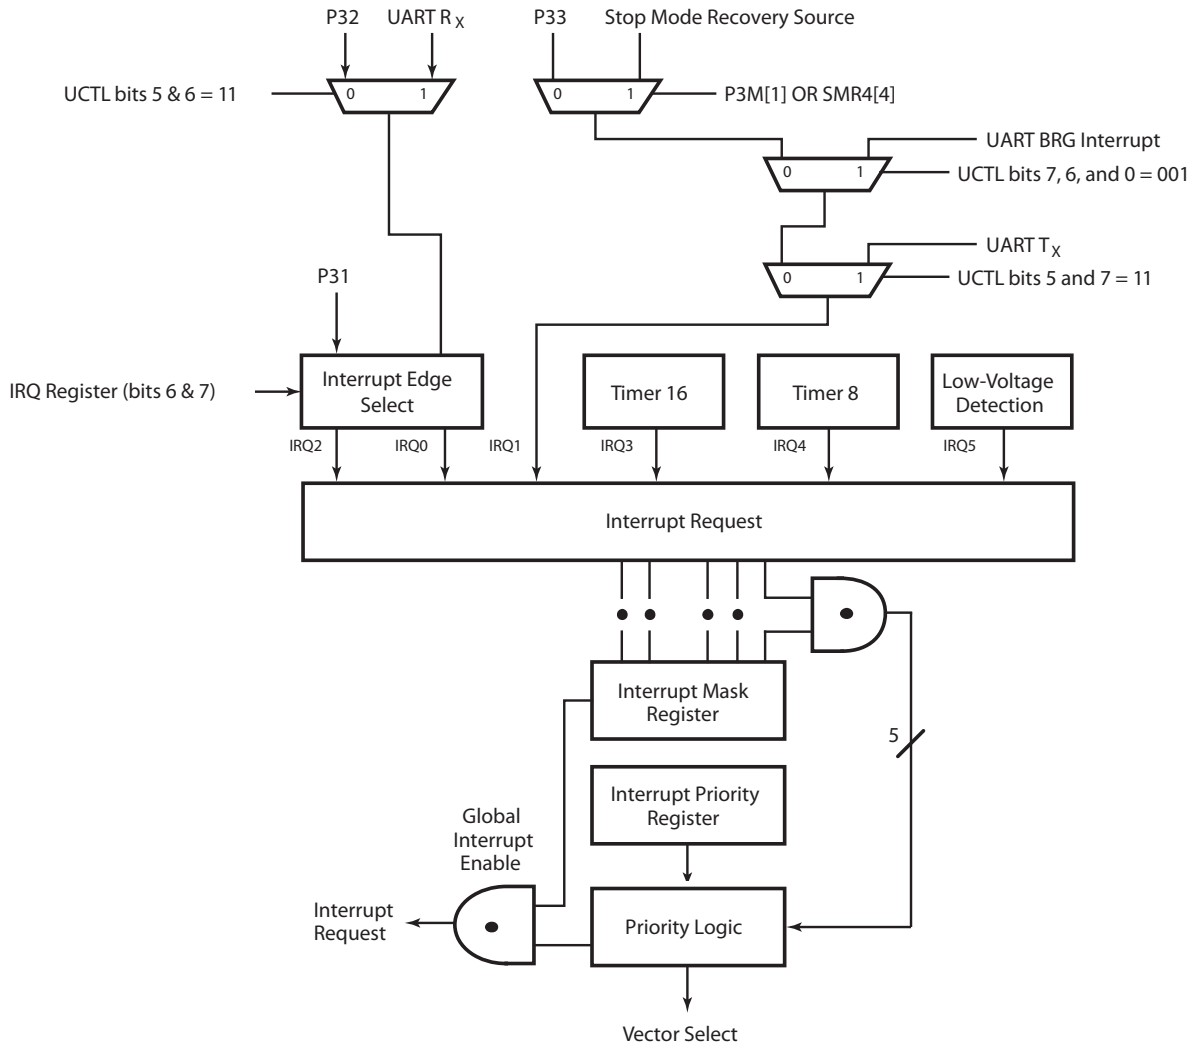 P32
UART R X
P33
Stop Mode Recovery Source
UCTL bits 5 & 6 = 11
0
1
0
1
P3M[1] OR SMR4[4]
UART BRG Interrupt
0
1
UCTL bits 7, 6, and 0 = 001
UART T X
0
1
UCTL bits 5 and 7 = 11
P31
IRQ Register (bits 6 & 7)
Interrupt Edge
Select
Timer 16
Timer 8
Low-Voltage
Detection
IRQ2
IRQ0
IRQ1
IRQ3
IRQ4
IRQ5
Interrupt Request
Interrupt Mask
Register
5
Interrupt Priority
Register
Global
Interrupt
Enable
Interrupt
Request
Priority Logic
Vector Select